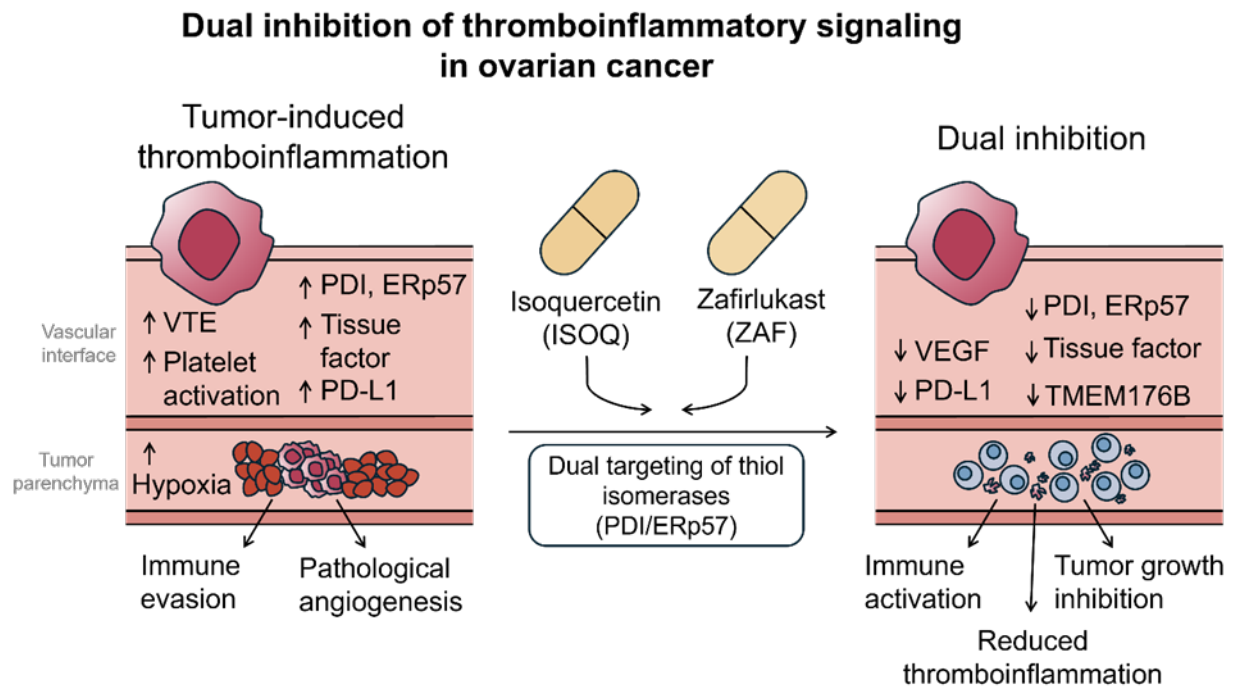 Dual inhibition of thromboinflammatory signaling
in ovarian cancer
Tumor-induced
thromboinflammation
Vascular
interface
↑ VTE
↑ Platelet
activation
↑ PDI, ERp57
↑ Tissue
factor
↑ PD-L1
Tumor
parenchyma
↑
Hypoxia
Immune
evasion
Pathological
angiogenesis
Isoquercetin
(ISOQ)
Zafirlukast
(ZAF)
Dual targeting of thiol
isomerases
(PDI/ERp57)
Dual inhibition
↓ VEGF
↓ PD-L1
↓ PDI, ERp57
↓ Tissue factor
↓ TMEM176B
Immune
activation
Tumor growth
inhibition
Reduced
thromboinflammation